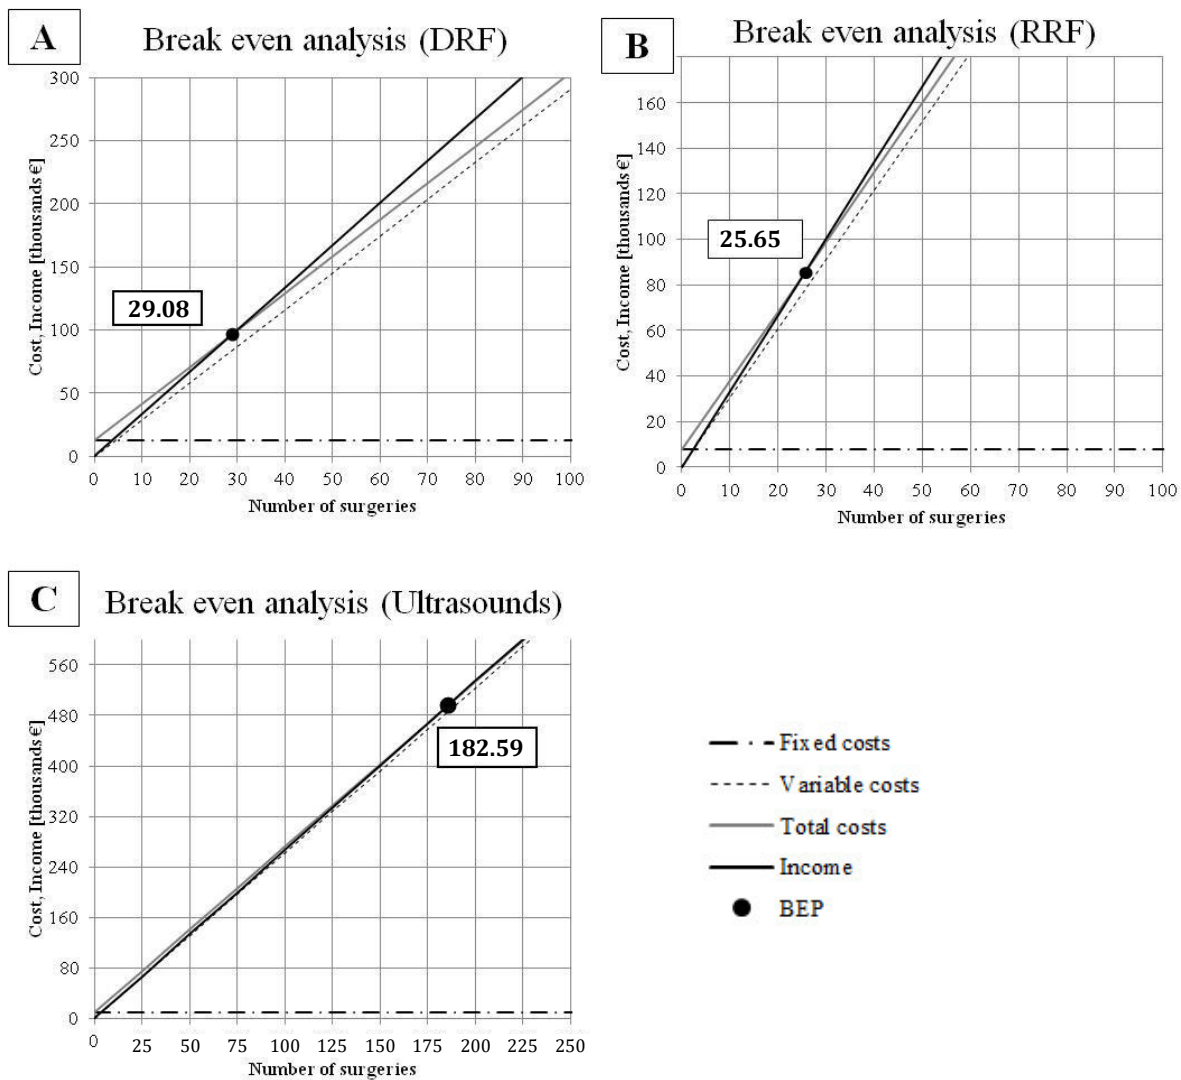 A
Break even analysis (DRF)
Cost, Income [thousands €]
300
250
200
150
100
50
0
29.08
0 10 20 30 40 50 60 70 80 90 100
Number of surgeries
B
Break even analysis (RRF)
Cost, Income [thousands €]
160
140
120
100
80
60
40
20
0
25.65
0 10 20 30 40 50 60 70 80 90 100
Number of surgeries
C
Break even analysis (Ultrasounds)
Cost, Income [thousands €]
560
480
400
320
240
160
80
0
182.59
0 25 50 75 100 125 150 175 200 225 250
Number of surgeries
Fixed costs
Variable costs
Total costs
Income
BEP